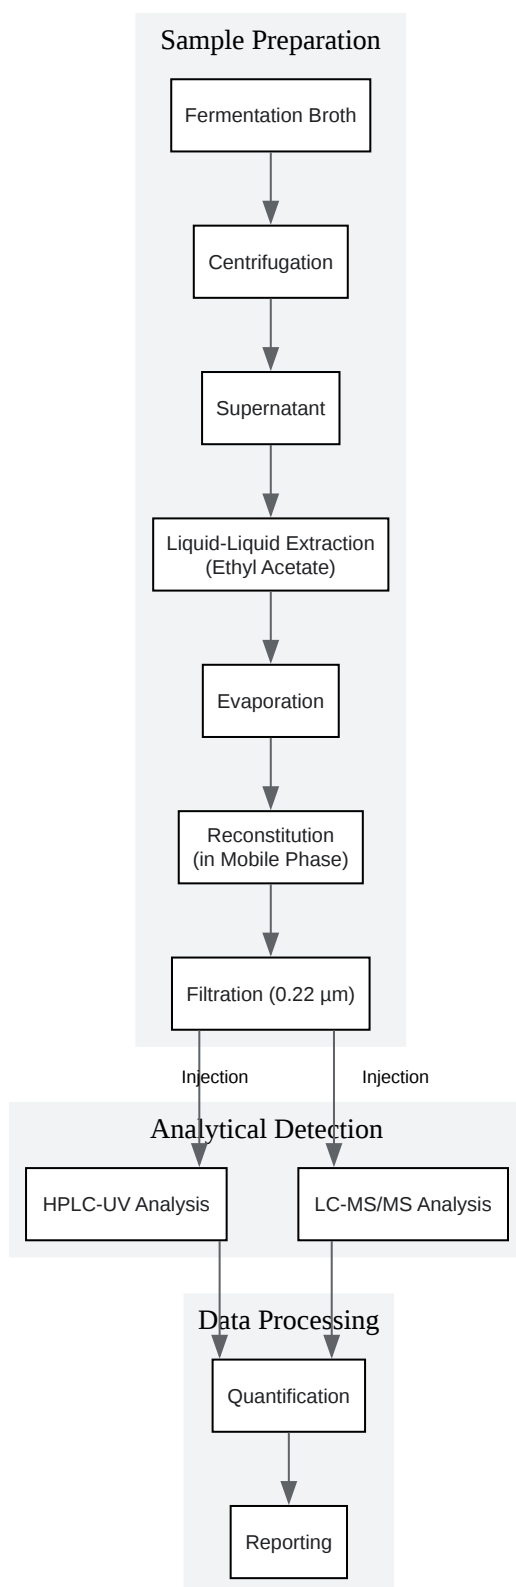 Sample Preparation
Fermentation Broth
Centrifugation
Supernatant
Liquid-Liquid Extraction
(Ethyl Acetate)
Evaporation
Reconstitution
(in Mobile Phase)
Filtration (0.22 µm)
Injection
Injection
Analytical Detection
HPLC-UV Analysis
LC-MS/MS Analysis
Data Processing
Quantification
Reporting